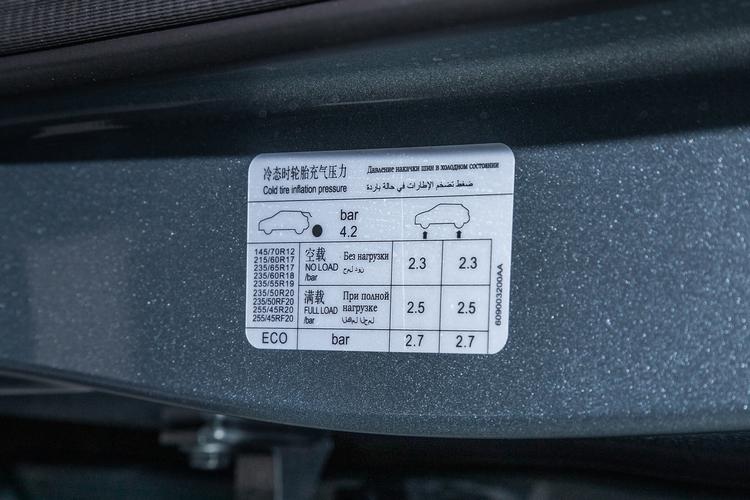 冷态时轮胎充气压力
Давление накачки шин в холодном состоянии
Cold tire inflation pressure
ضغط تضخم الإطارات في حالة باردة
bar
4.2
145/70R12
215/60R17
235/65R17
235/60R18
235/55R19
235/50R20
235/50RF20
255/45R20
255/45RF20
空载
Без нагрузки
NO LOAD
/bar
2.3
2.3
满载
При полной
нагрузке
FULL LOAD
/bar
2.5
2.5
ECO
bar
2.7
2.7
609003200AA